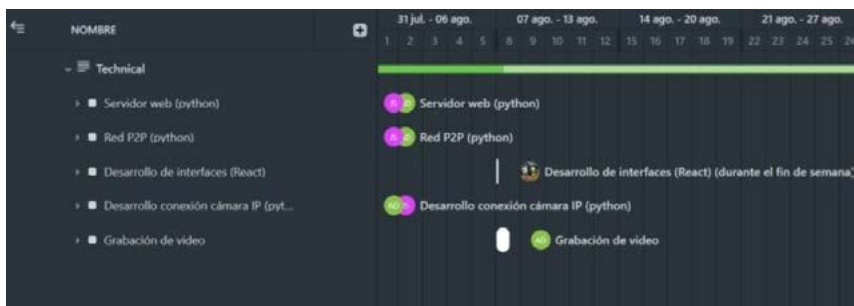 NOMBRE
31 jul. - 06 ago. 07 ago. - 13 ago. 14 ago. - 20 ago. 21 ago. - 27 ago.
1 2 3 4 5 8 9 10 11 12 15 16 17 18 19 22 23 24 25
Technical
Servidor web (python) JS Servidor web (python)
Red P2P (python) JS Red P2P (python)
Desarrollo de interfaces (React) Desarrollo de interfaces (React) (durante el fin de semana)
Desarrollo conexión cámara IP (pyt... AD Desarrollo conexión cámara IP (python)
Grabación de video AD Grabación de video